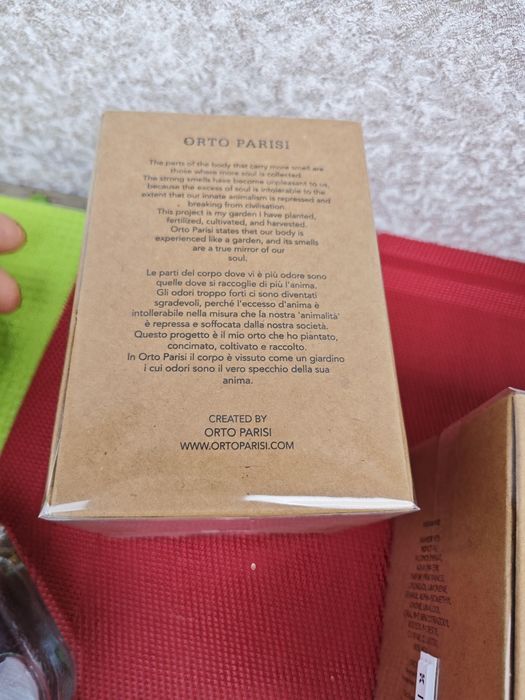 ORTO PARISI
The parts of the body that carry more smell are
those where more soul is collected.
The strong smells have become unpleasant to us,
because the excess of soul is intolerable to the
extent that our innate animalism is repressed and
breaking from civilisation.
This project is my garden I have planted,
fertilized, cultivated, and harvested.
Orto Parisi states that our body is
experienced like a garden, and its smells
are a true mirror of our
soul.
Le parti del corpo dove vi è più odore sono
quelle dove si raccoglie di più l'anima.
Gli odori troppo forti ci sono diventati
sgradevoli, perché l'eccesso d'anima è
intollerabile nella misura che la nostra 'animalità'
è repressa e soffocata dalla nostra società.
Questo progetto è il mio orto che ho piantato,
concimato, coltivato e raccolto.
In Orto Parisi il corpo è vissuto come un giardino
i cui odori sono il vero specchio della sua
anima.
CREATED BY
ORTO PARISI
WWW.ORTOPARISI.COM